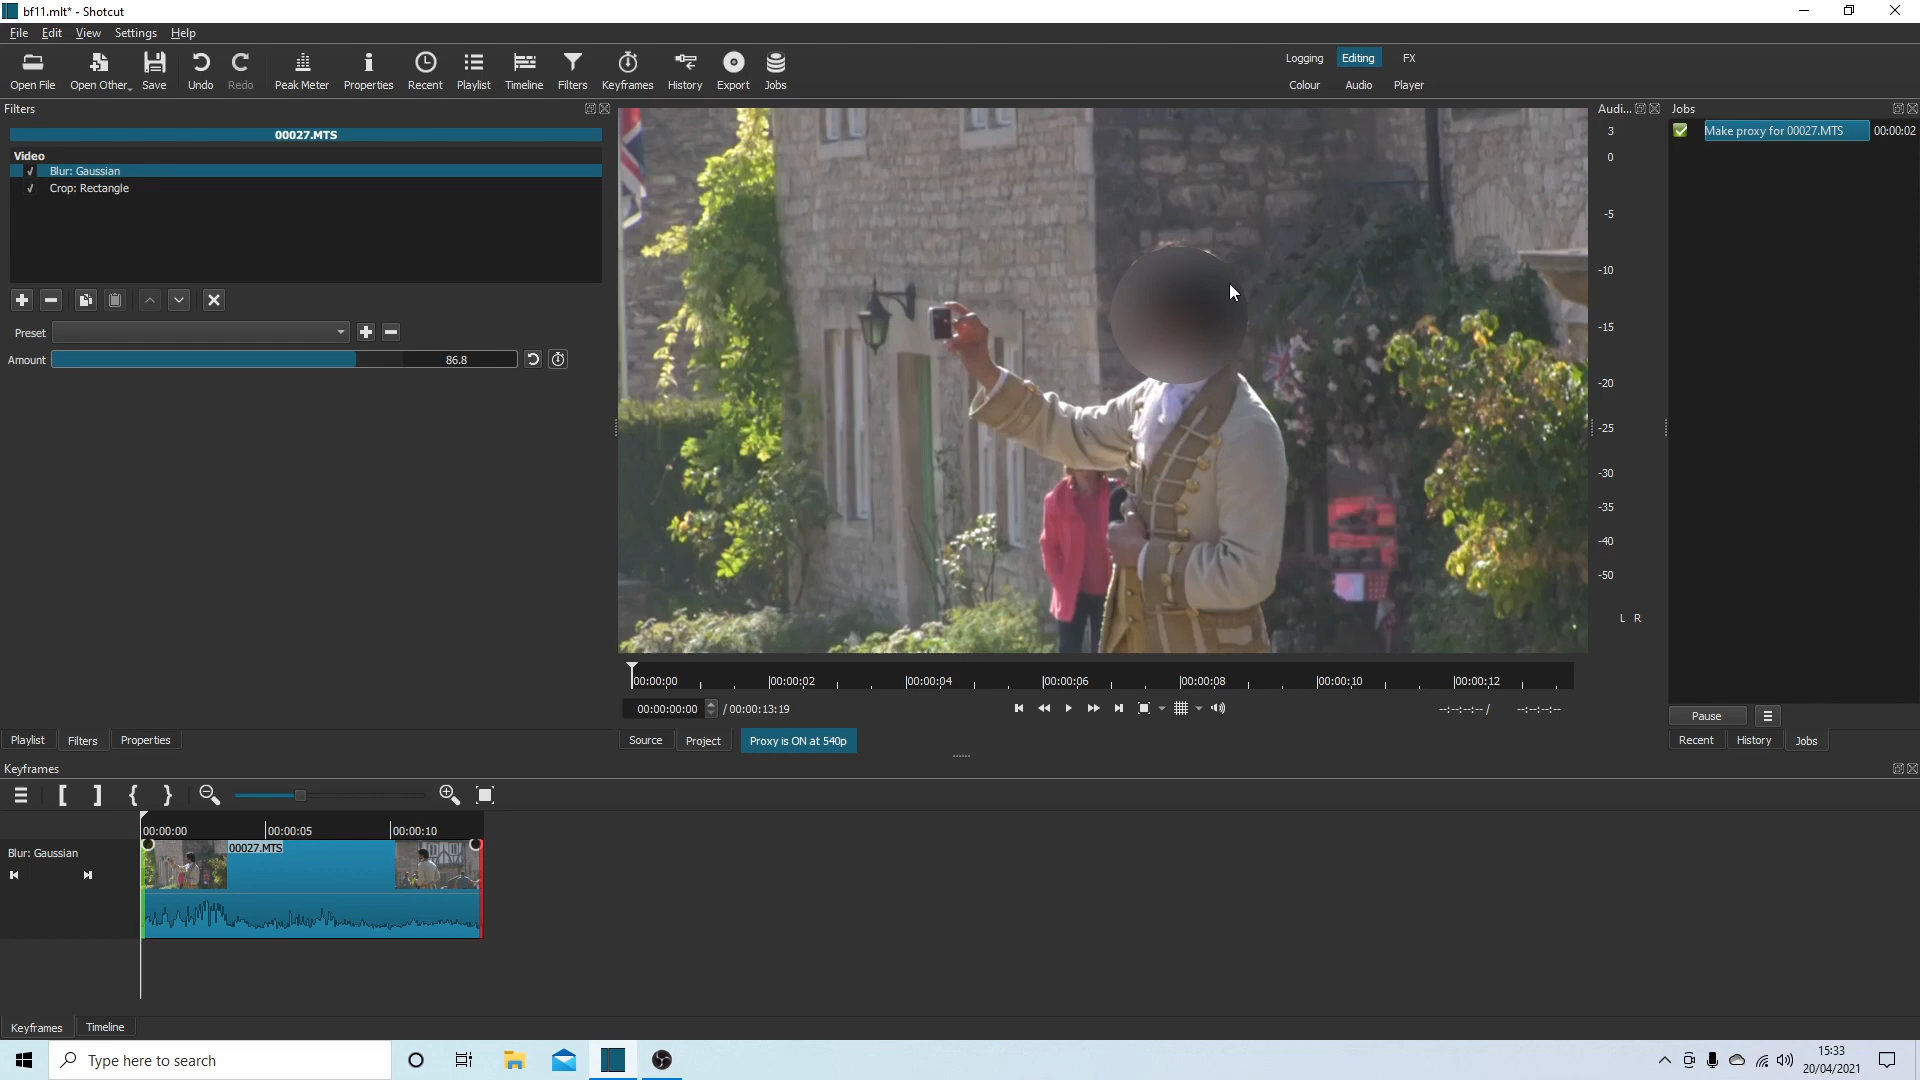 bf11.mlt* - Shotcut
File Edit View Settings Help
Open File Open Other... Save Undo Redo Peak Meter Properties Recent Playlist Timeline Filters Keyframes History Export Jobs
Logging Editing FX
Colour Audio Player
Filters
00027.MTS
Video
✓ Blur: Gaussian
✓ Crop: Rectangle
Preset
Amount 86.8
Playlist Filters Properties
00:00:00 00:00:02 00:00:04 00:00:06 00:00:08 00:00:10 00:00:12
00:00:00:00 / 00:00:13:19
--:--:--:-- / --:--:--:--
Source Project Proxy is ON at 540p
Audi...
3
0
-5
-10
-15
-20
-25
-30
-35
-40
-50
L R
Jobs
Make proxy for 00027.MTS 00:00:02
Pause
Recent History Jobs
Keyframes
00:00:00 00:00:05 00:00:10
Blur: Gaussian
00027.MTS
Keyframes Timeline
Type here to search
15:33
20/04/2021